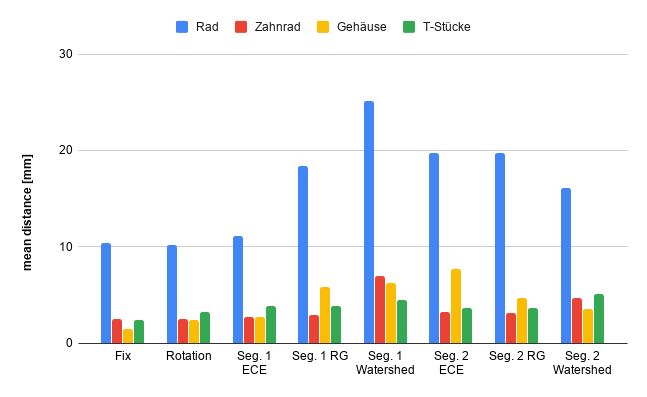 Rad Zahnrad Gehäuse T-Stücke
30
20
10
0
mean distance [mm]
Fix Rotation Seg. 1 Seg. 1 RG Seg. 1 Seg. 2 Seg. 2 RG Seg. 2
ECE Watershed ECE Watershed